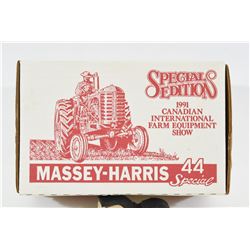 SPECIAL
EDITION
1991
CANADIAN
INTERNATIONAL
FARM EQUIPMENT
SHOW
MASSEY-HARRIS 44
Special